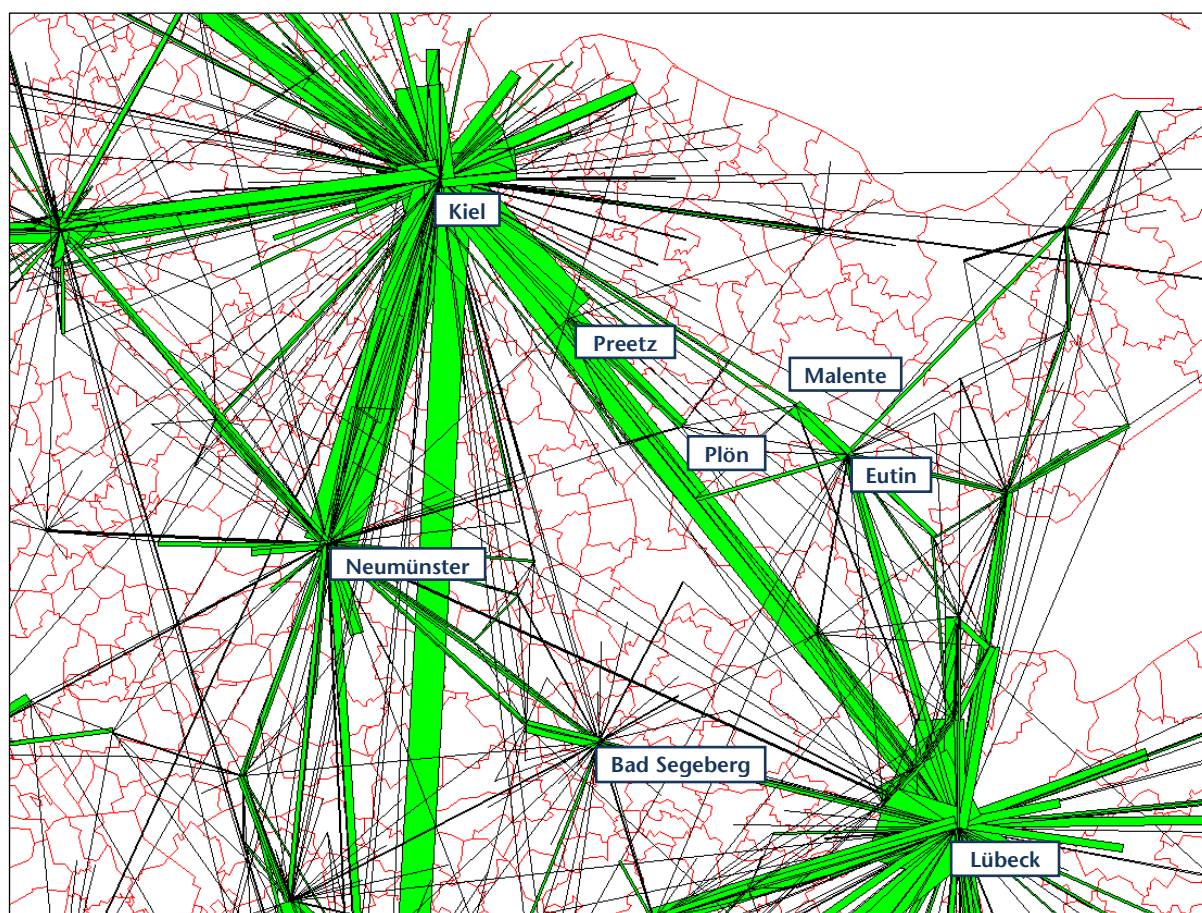 Kiel
Preetz
Malente
Plön
Eutin
Neumünster
Bad Segeberg
Lübeck